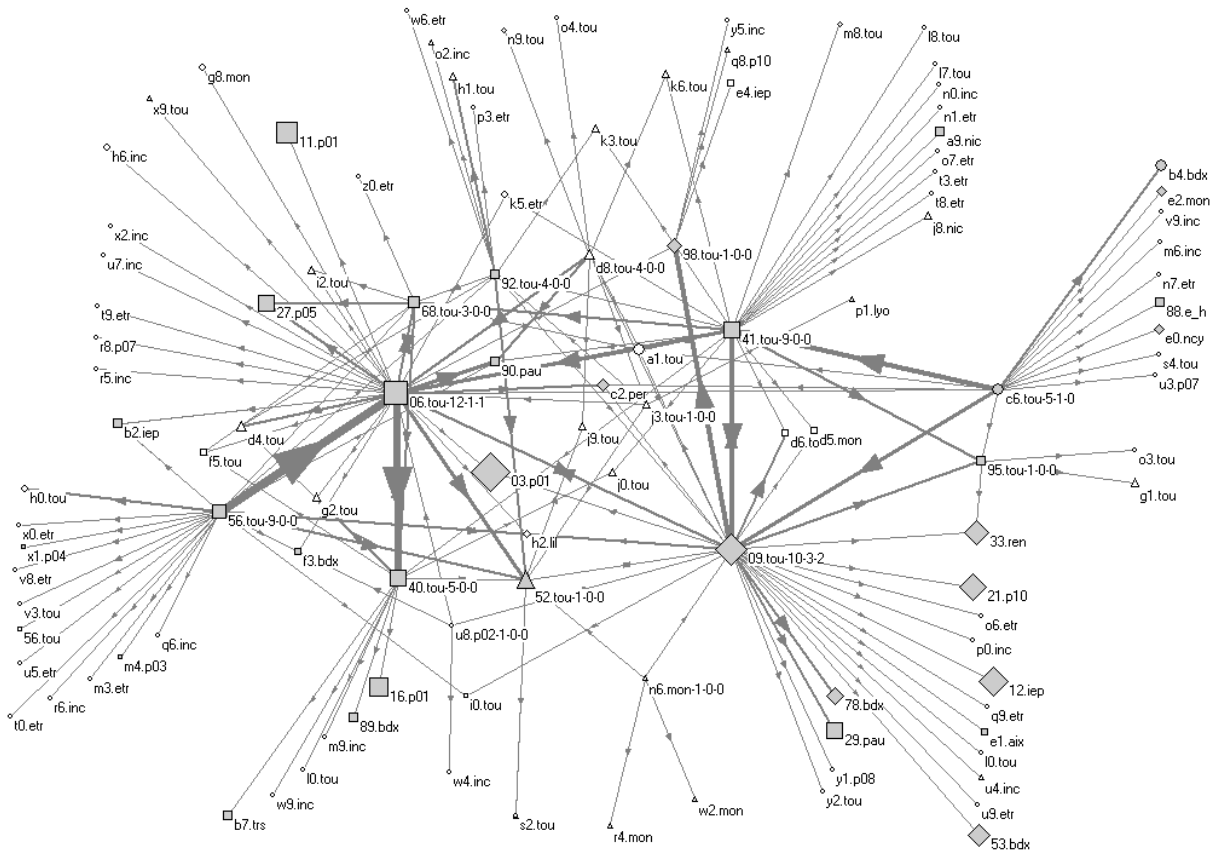 w6.etr
o2.inc
h1.tou
p3.etr
n9.tou
o4.tou
k6.tou
k3.tou
y5.inc
q8.p10
e4.iep
m8.tou
l8.tou
l7.tou
n0.inc
n1.etr
a9.nic
o7.etr
t3.etr
t8.etr
j8.nic
g8.mon
x9.tou
11.p01
h6.inc
z0.etr
k5.etr
b4.bdx
e2.mon
v9.inc
m6.inc
n7.etr
88.e_h
e0.ncy
s4.tou
u3.p07
x2.inc
u7.inc
i2.tou
92.tou-4-0-0
d8.tou-4-0-0
98.tou-1-0-0
27.p05
68.tou-3-0-0
p1.lyo
t9.etr
r8.p07
r5.inc
41.tou-9-0-0
a1.tou
90.pau
06.tou-12-1-1
c2.per
j3.tou-1-0-0
c6.tou-5-1-0
b2.iep
d4.tou
f5.tou
j9.tou
d6.to
d5.mon
03.p01
j0.tou
95.tou-1-0-0
o3.tou
g1.tou
h0.tou
56.tou-9-0-0
g2.tou
h2.lil
33.ren
x0.etr
x1.p04
v8.etr
v3.tou
56.tou
u5.etr
t0.etr
r6.inc
m3.etr
m4.p03
q6.inc
f3.bdx
40.tou-5-0-0
52.tou-1-0-0
09.tou-10-3-2
21.p10
o6.etr
p0.inc
u8.p02-1-0-0
12.iep
16.p01
i0.tou
n6.mon-1-0-0
78.bdx
q9.etr
89.bdx
29.pau
e1.aix
m9.inc
l0.tou
l0.tou
w9.inc
w4.inc
y1.p08
y2.tou
u4.inc
u9.etr
b7.trs
s2.tou
w2.mon
r4.mon
53.bdx